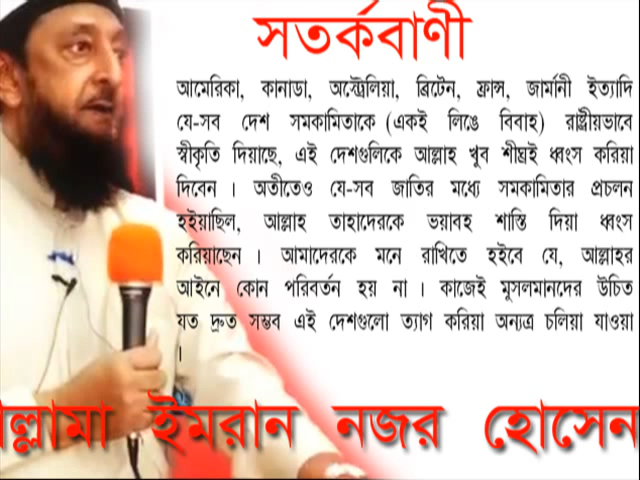 সতর্কবাণী
আমেরিকা, কানাডা, অস্ট্রেলিয়া, ব্রিটেন, ফ্রান্স, জার্মানী ইত্যাদি
যে-সব দেশ সমকামিতাকে (একই লিঙ্গে বিবাহ) রাষ্ট্রীয়ভাবে
স্বীকৃতি দিয়াছে, এই দেশগুলিকে আল্লাহ খুব শীঘ্রই ধ্বংস করিয়া
দিবেন । অতীতেও যে-সব জাতির মধ্যে সমকামিতার প্রচলন
হইয়াছিল, আল্লাহ তাহাদেরকে ভয়াবহ শাস্তি দিয়া ধ্বংস
করিয়াছেন । আমাদেরকে মনে রাখিতে হইবে যে, আল্লাহর
আইনে কোন পরিবর্তন হয় না । কাজেই মুসলমানদের উচিত
যত দ্রুত সম্ভব এই দেশগুলো ত্যাগ করিয়া অন্যত্র চলিয়া যাওয়া
।
ল্লামা ইমরান নজর হোসেন